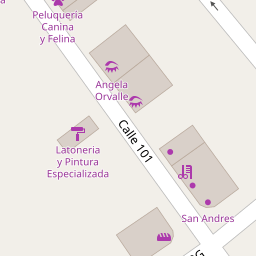 Peluqueria
Canina
y Felina
Angela
Orvalle
Calle 101
Latoneria
y Pintura
Especializada
San Andres